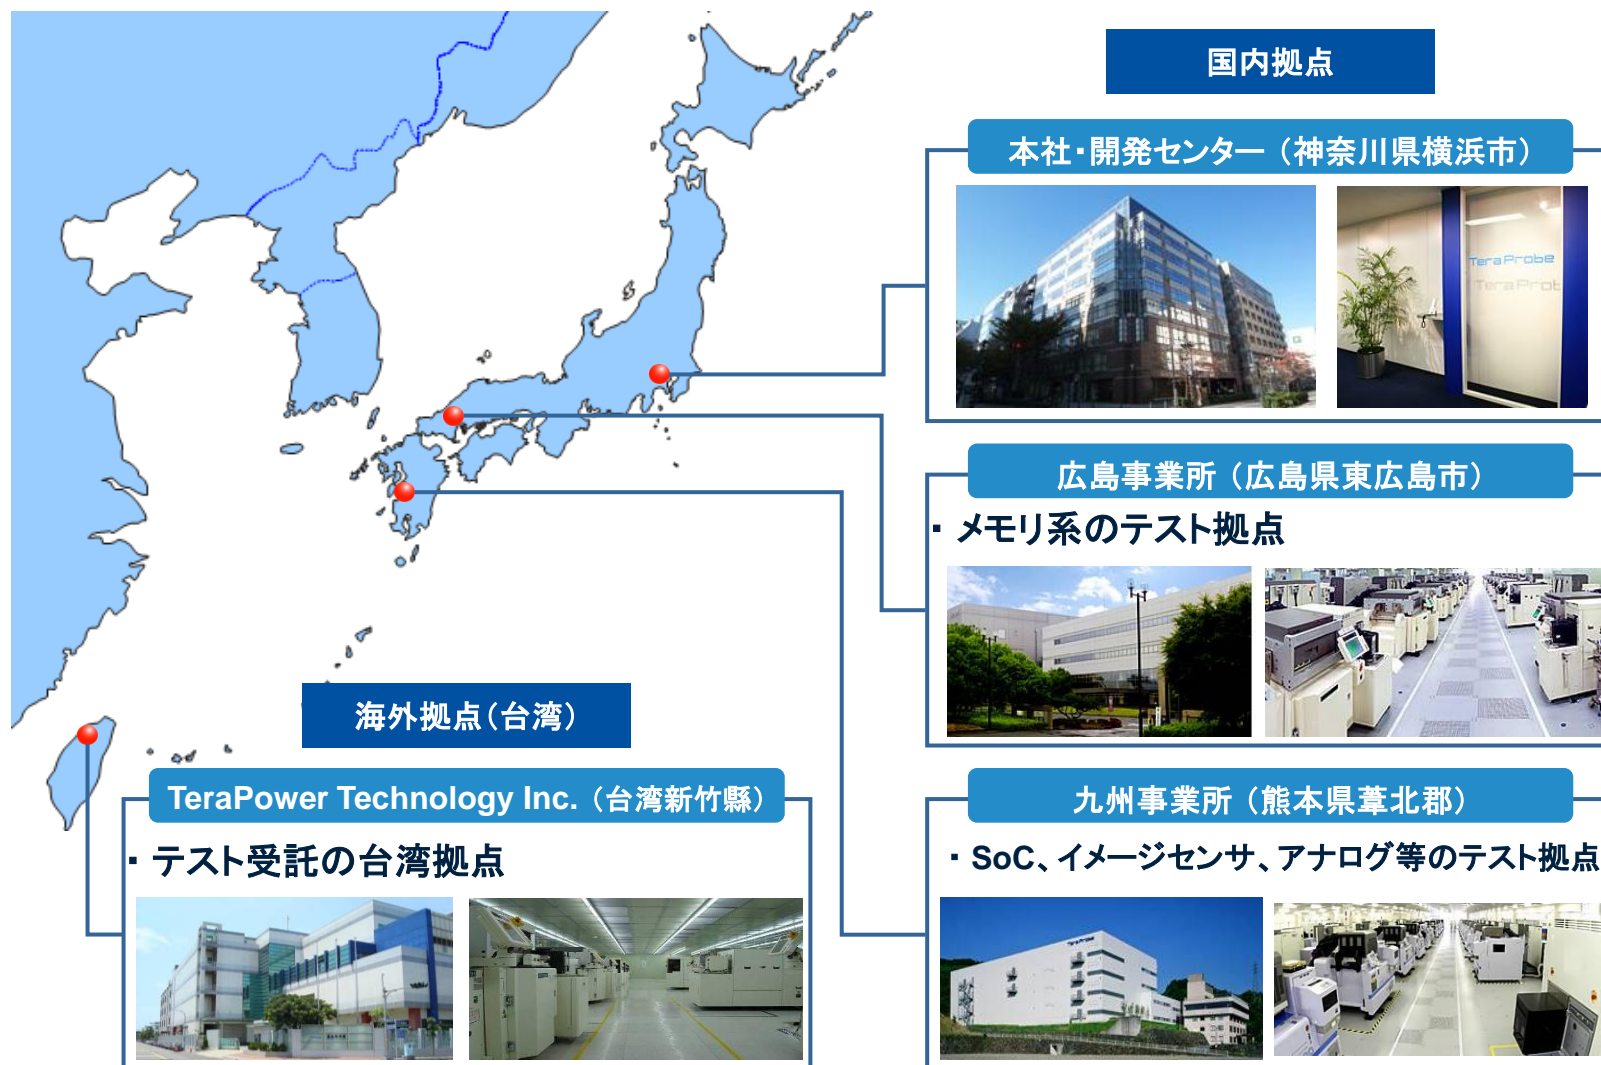 国内拠点
本社・開発センター（神奈川県横浜市）
TeraProbe
TeraProb
広島事業所（広島県東広島市）
・メモリ系のテスト拠点
海外拠点（台湾）
TeraPower Technology Inc.（台湾新竹縣）
・テスト受託の台湾拠点
九州事業所（熊本県葦北郡）
・SoC、イメージセンサ、アナログ等のテスト拠点
TeraProbe